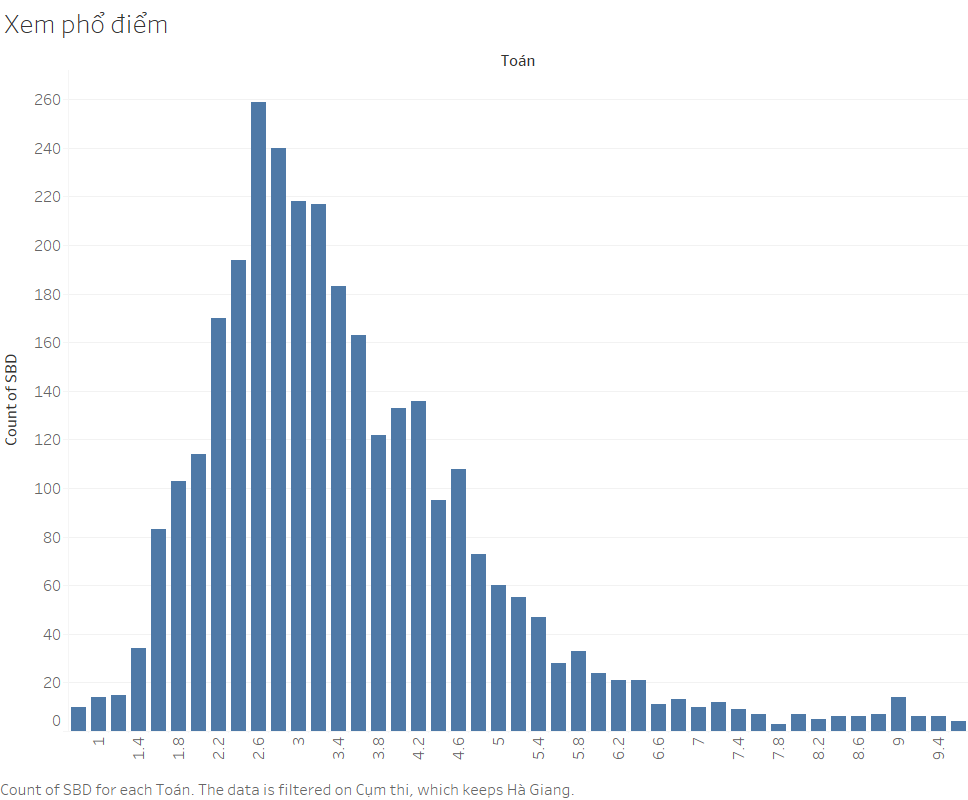 Xem phổ điểm
Toán
260
240
220
200
180
160
140
120
100
80
60
40
20
0
Count of SBD
1 1.4 1.8 2.2 2.6 3 3.4 3.8 4.2 4.6 5 5.4 5.8 6.2 6.6 7 7.4 7.8 8.2 8.6 9 9.4
Count of SBD for each Toán. The data is filtered on Cụm thi, which keeps Hà Giang.